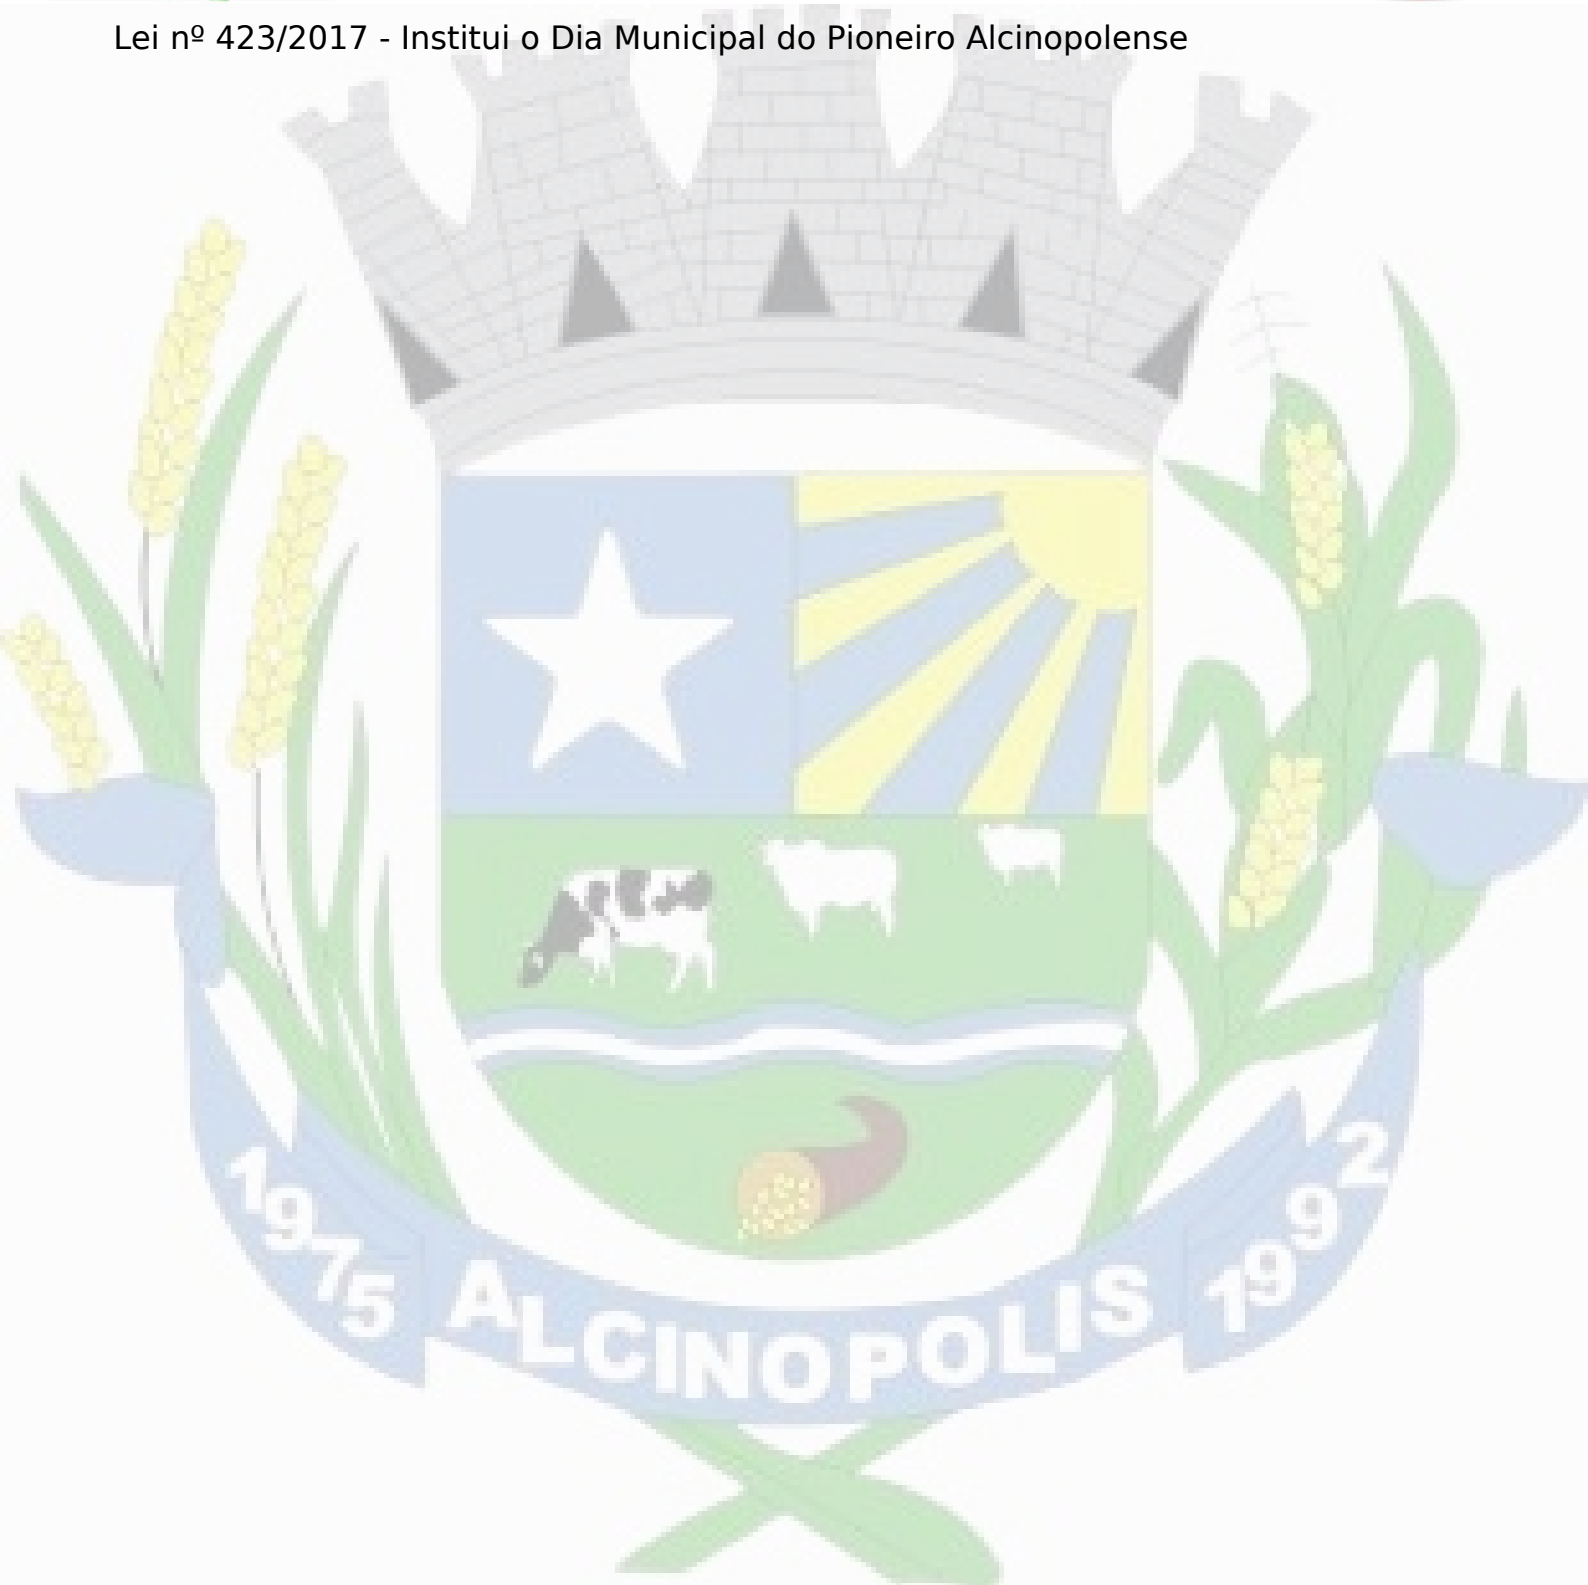 Lei nº 423/2017 - Institui o Dia Municipal do Pioneiro Alcinopolense
1975 ALCINOPOLIS 1992